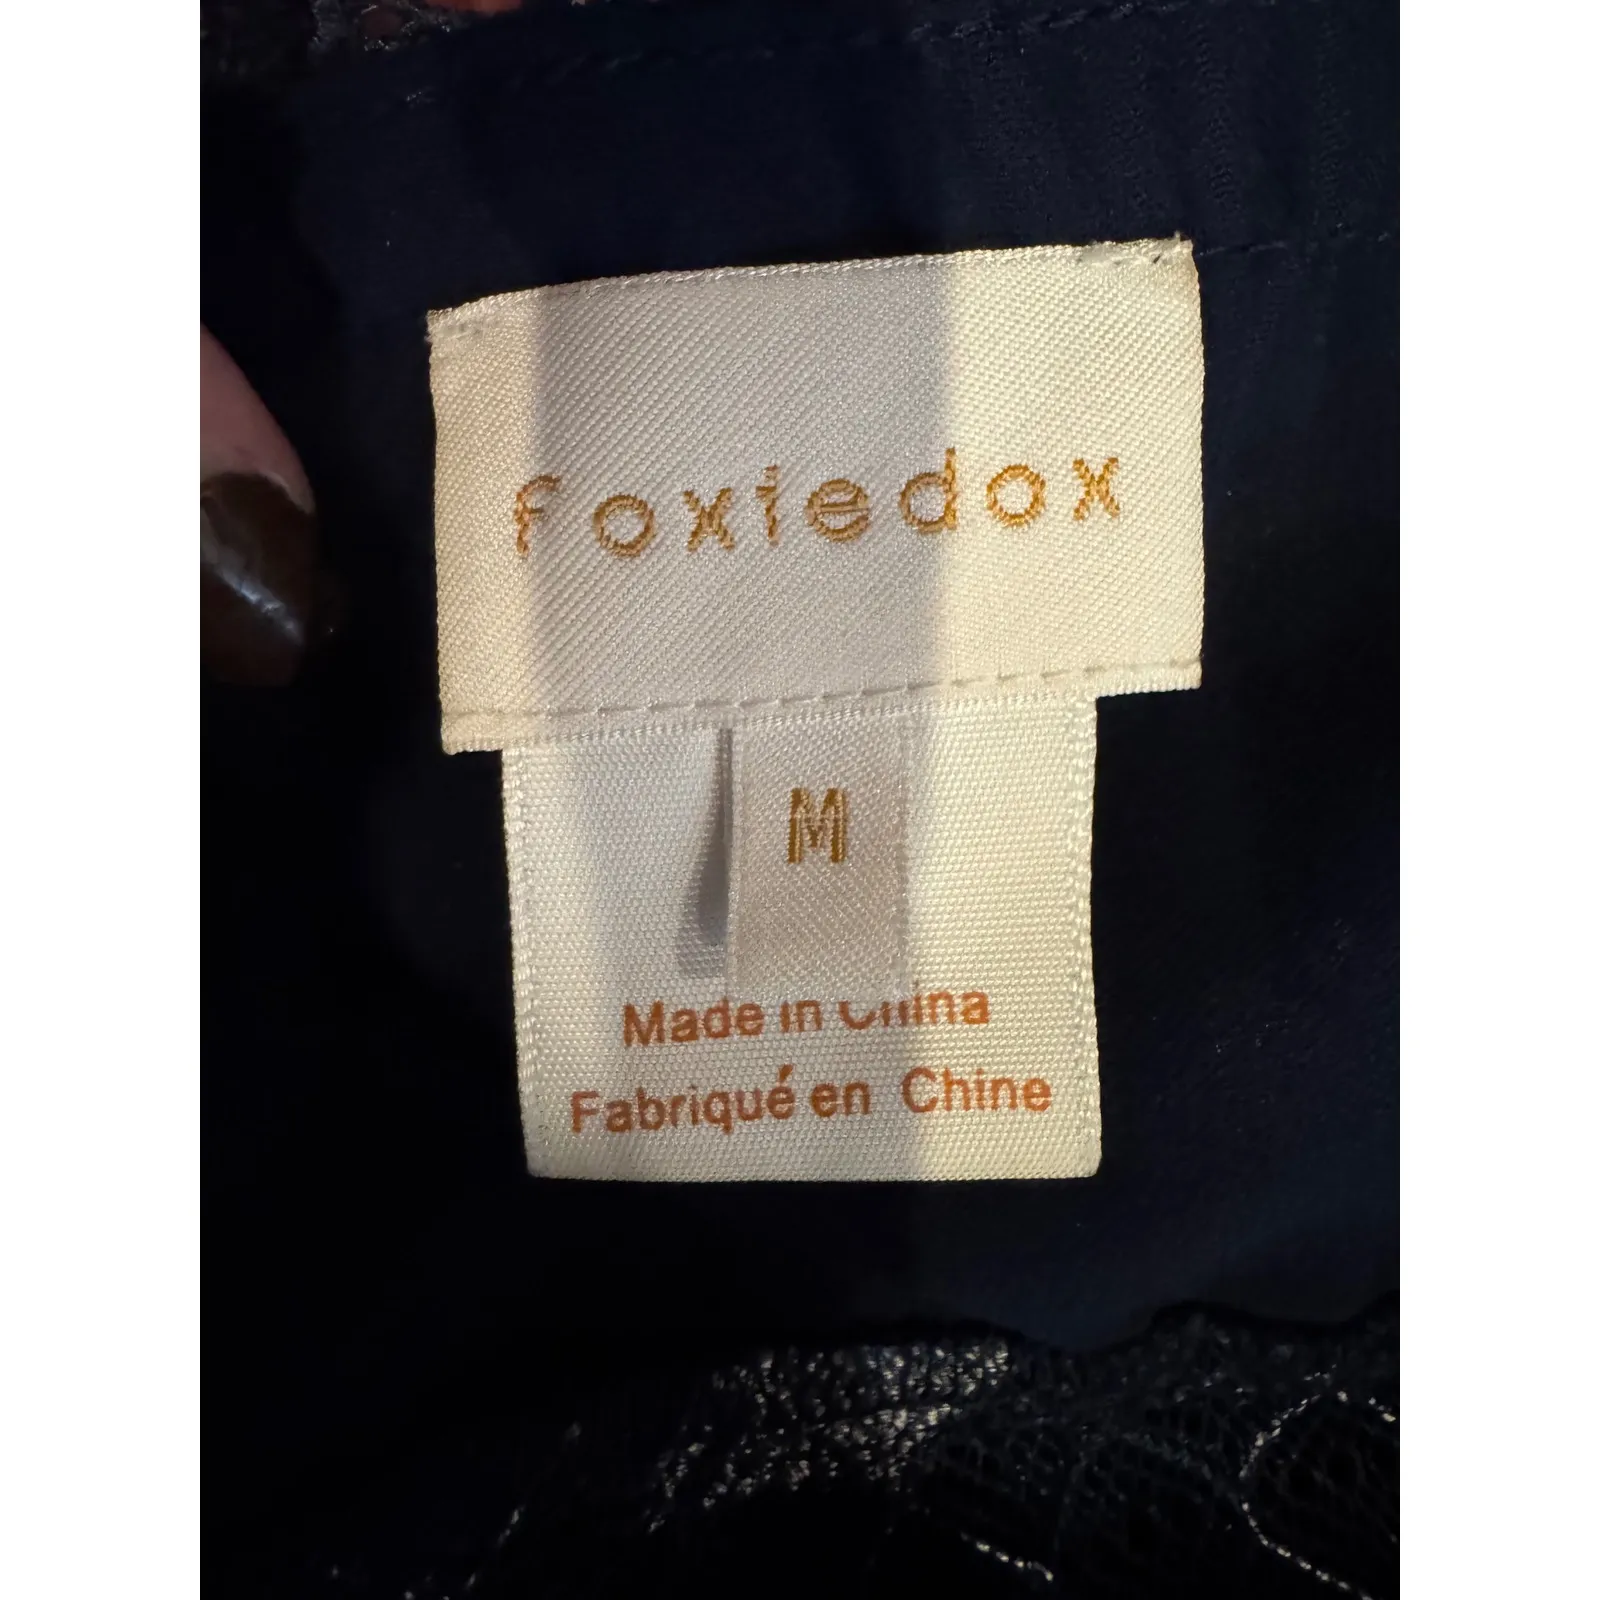 foxiedox
M
Made in China
Fabriqué en Chine